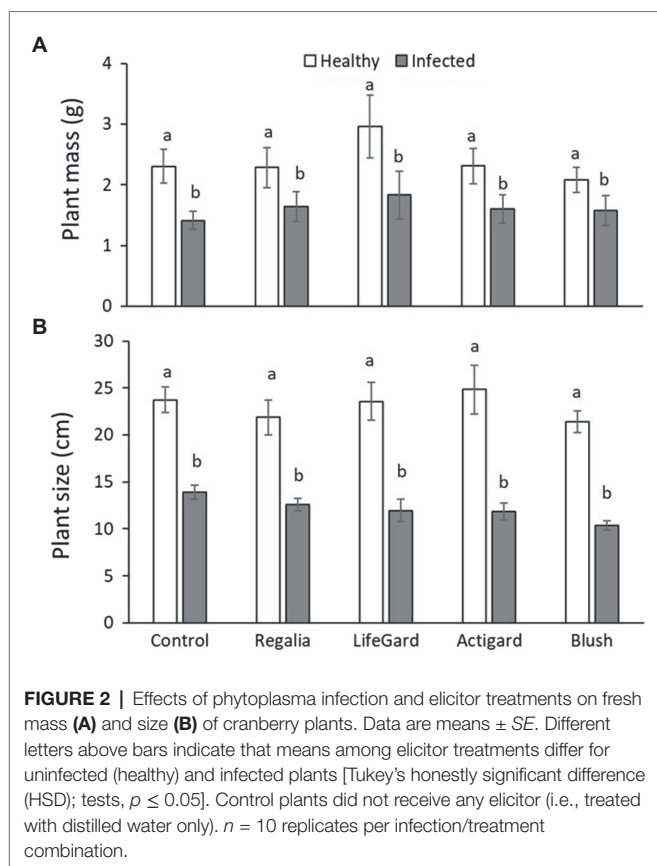 A
Healthy Infected
Plant mass (g)
4
3
2
1
0
a b a b a b a b a b
B
Plant size (cm)
30
25
20
15
10
5
0
a b a b a b a b a b
Control Regalia LifeGard Actigard Blush
FIGURE 2 | Effects of phytoplasma infection and elicitor treatments on fresh
mass (A) and size (B) of cranberry plants. Data are means ± SE. Different
letters above bars indicate that means among elicitor treatments differ for
uninfected (healthy) and infected plants [Tukey's honestly significant difference
(HSD); tests, p ≤ 0.05]. Control plants did not receive any elicitor (i.e., treated
with distilled water only). n = 10 replicates per infection/treatment
combination.